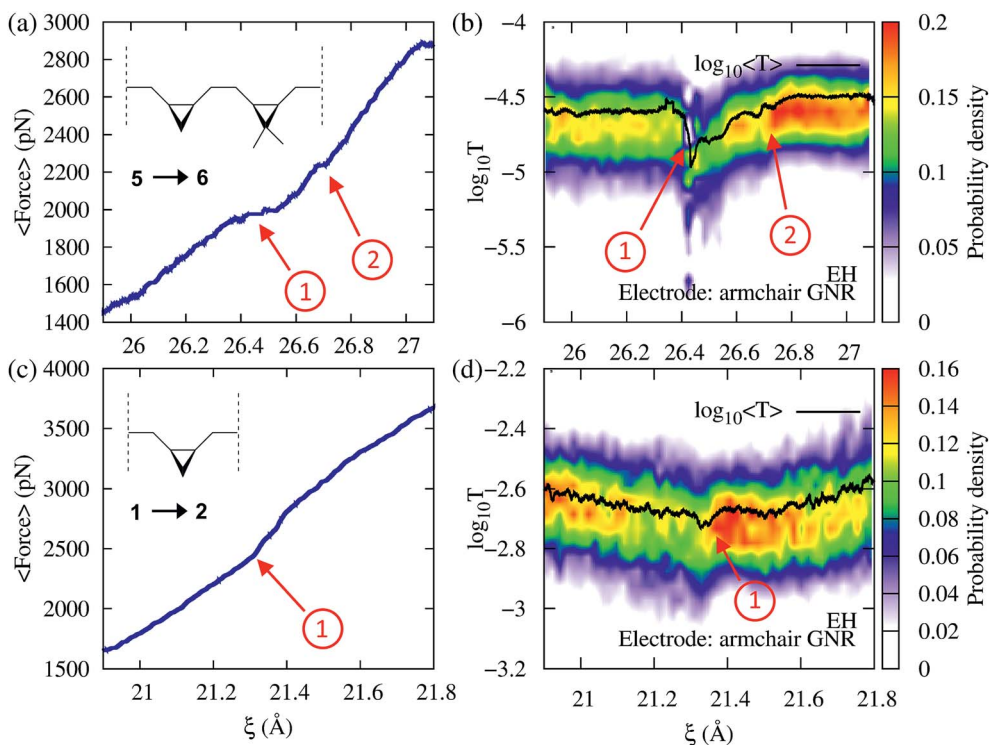 (a)
3000
2800
2600
2400
2200
2000
1800
1600
1400
<Force> (pN)
5 → 6
1
2
26 26.2 26.4 26.6 26.8 27
(b)
-4
-4.5
-5
-5.5
-6
log10T
log10<T>
1
2
EH
Electrode: armchair GNR
26 26.2 26.4 26.6 26.8 27
0.2
0.15
0.1
0.05
0
Probability density
(c)
4000
3500
3000
2500
2000
1500
<Force> (pN)
1 → 2
1
21 21.2 21.4 21.6 21.8
ξ (Å)
(d)
-2.2
-2.4
-2.6
-2.8
-3
-3.2
log10T
log10<T>
1
EH
Electrode: armchair GNR
21 21.2 21.4 21.6 21.8
ξ (Å)
0.16
0.14
0.12
0.1
0.08
0.06
0.04
0.02
0
Probability density